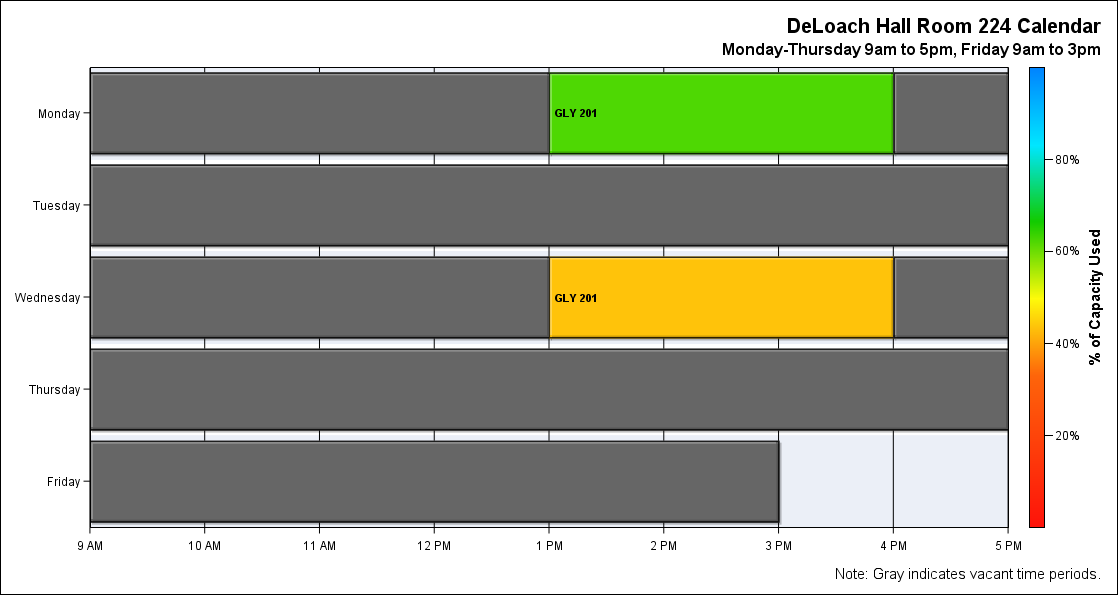 DeLoach Hall Room 224 Calendar
Monday-Thursday 9am to 5pm, Friday 9am to 3pm
Monday
GLY 201
Tuesday
Wednesday
GLY 201
Thursday
Friday
9 AM 10 AM 11 AM 12 PM 1 PM 2 PM 3 PM 4 PM 5 PM
80%
60%
40%
20%
% of Capacity Used
Note: Gray indicates vacant time periods.